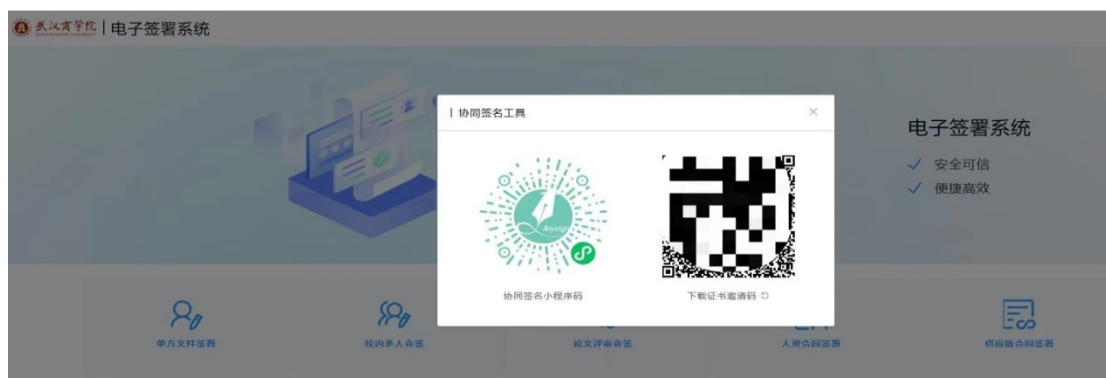 武汉商学院 | 电子签署系统
协同签名工具
Anysign
协同签名小程序码
下载证书邀请码
电子签署系统
安全可信
便捷高效
单方文件签署
校内多人会签
论文评审会签
人资合同签署
供应链合同签署